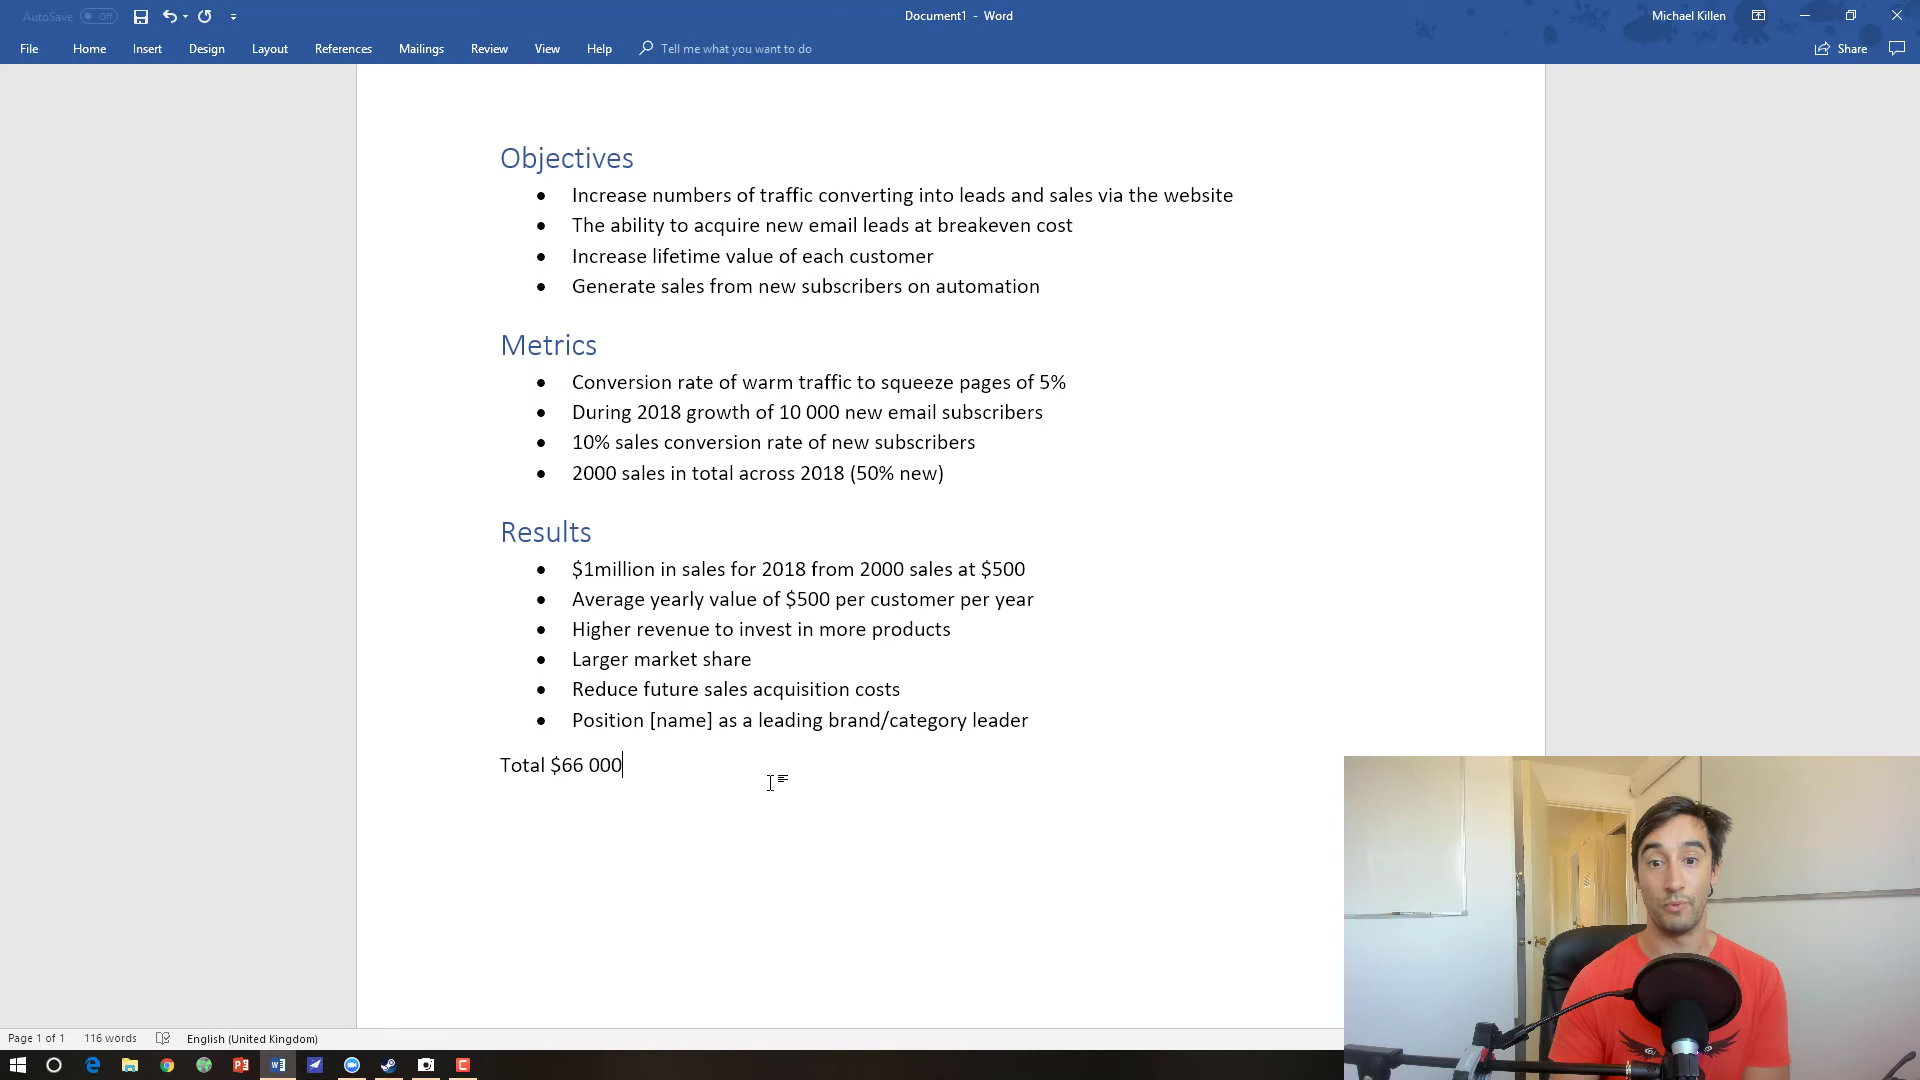 AutoSave Off
Document1 - Word
Michael Killen
File Home Insert Design Layout References Mailings Review View Help Tell me what you want to do Share
Objectives
• Increase numbers of traffic converting into leads and sales via the website
• The ability to acquire new email leads at breakeven cost
• Increase lifetime value of each customer
• Generate sales from new subscribers on automation
Metrics
• Conversion rate of warm traffic to squeeze pages of 5%
• During 2018 growth of 10 000 new email subscribers
• 10% sales conversion rate of new subscribers
• 2000 sales in total across 2018 (50% new)
Results
• $1million in sales for 2018 from 2000 sales at $500
• Average yearly value of $500 per customer per year
• Higher revenue to invest in more products
• Larger market share
• Reduce future sales acquisition costs
• Position [name] as a leading brand/category leader
Total $66 000
Page 1 of 1 116 words English (United Kingdom)